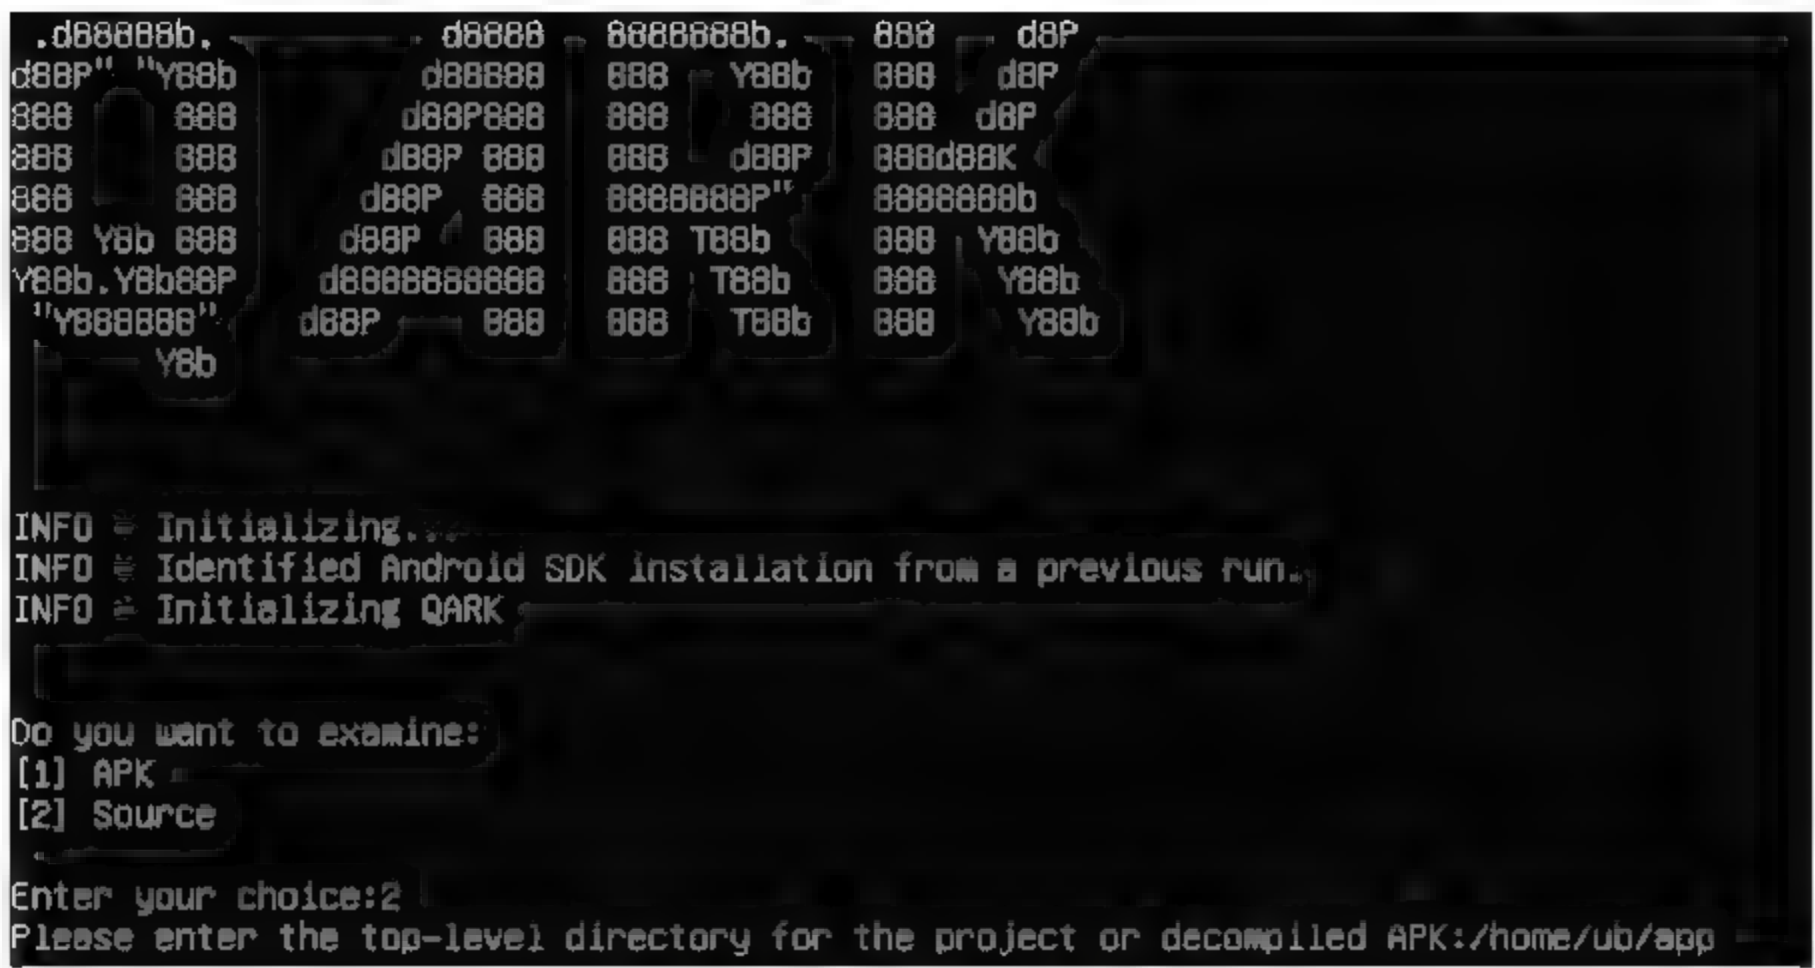 .d88888b.            d8888   8888888b.    888    d8P
d88P" "Y88b          d88888   888   Y88b   888   d8P
888     888         d88P888   888    888   888  d8P
888     888        d88P 888   888   d88P   888d88K
888     888       d88P  888   8888888P"    8888888b
888 Y8b 888      d88P   888   888 T88b     888  Y88b
Y88b.Y8b88P     d8888888888   888  T88b    888   Y88b
 "Y888888"     d88P     888   888   T88b   888    Y88b
       Y8b
INFO - Initializing...
INFO - Identified Android SDK installation from a previous run.
INFO - Initializing QARK
Do you want to examine:
[1] APK
[2] Source
Enter your choice:2
Please enter the top-level directory for the project or decompiled APK:/home/ub/app